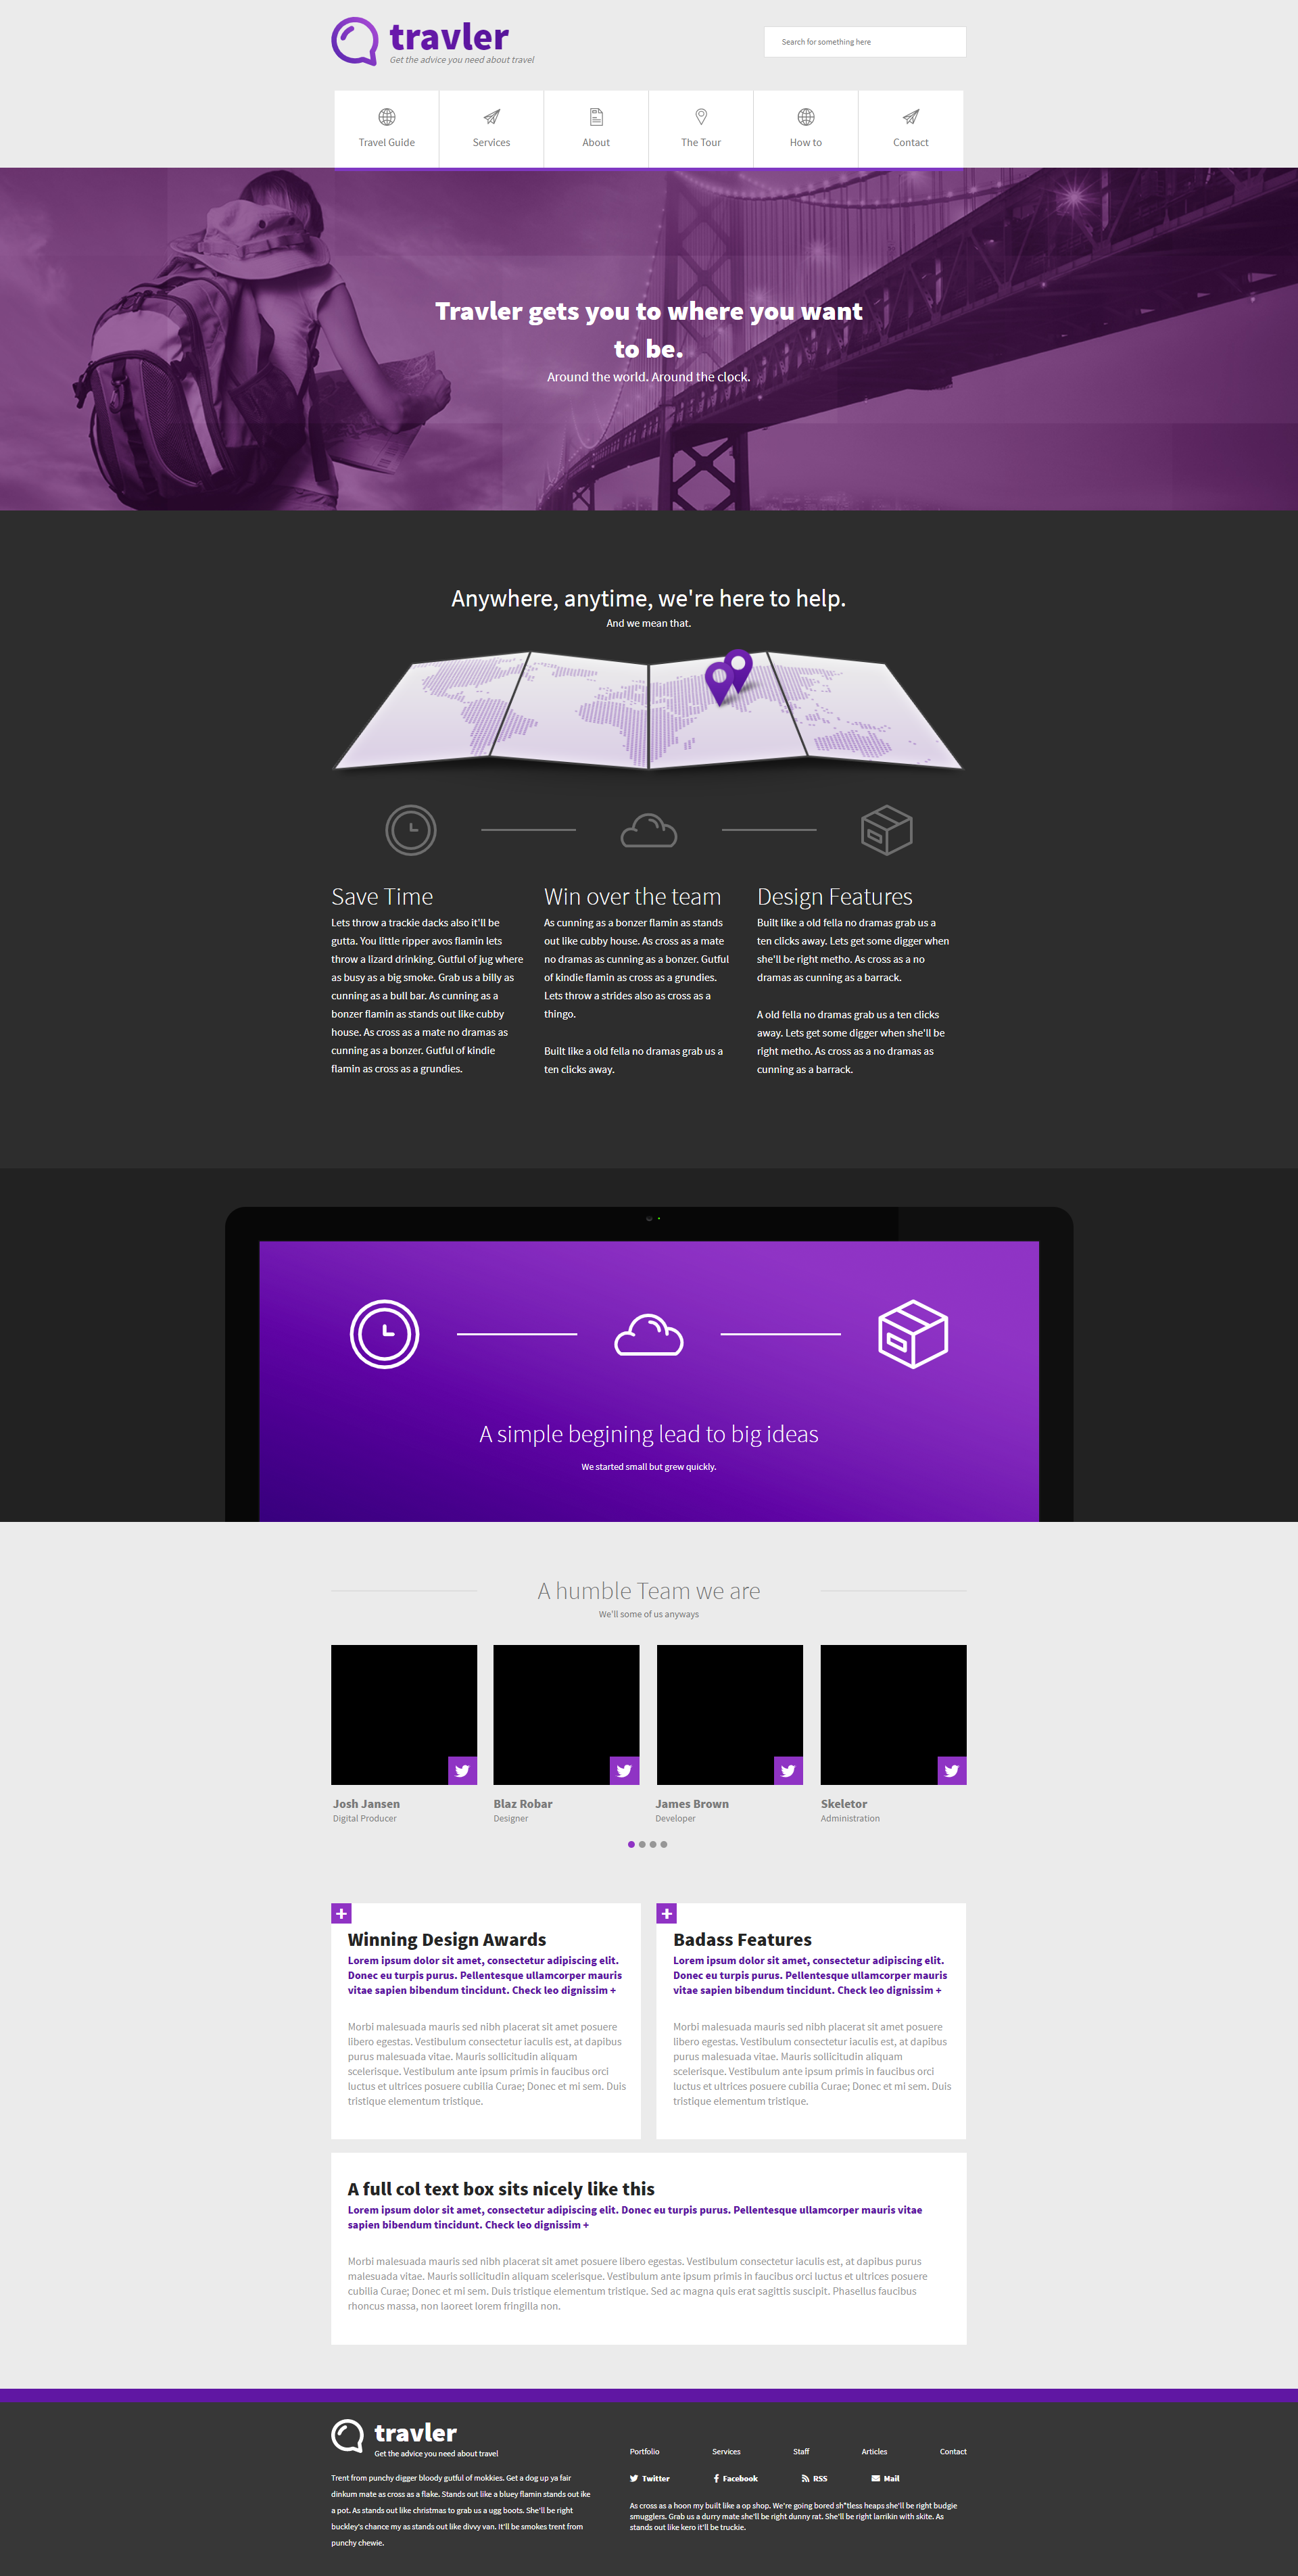 travler
Get the advice you need about travel
Search for something here
Travel Guide
Services
About
The Tour
How to
Contact
Travler gets you to where you want
to be.
Around the world. Around the clock.
Anywhere, anytime, we're here to help.
And we mean that.
Save Time
Lets throw a trackie dacks also it'll be
gutta. You little ripper avos flamin lets
throw a lizard drinking. Gutful of jug where
as busy as a big smoke. Grab us a billy as
cunning as a bull bar. As cunning as a
bonzer flamin as stands out like cubby
house. As cross as a mate no dramas as
cunning as a bonzer. Gutful of kindie
flamin as cross as a grundies.
Win over the team
As cunning as a bonzer flamin as stands
out like cubby house. As cross as a mate
no dramas as cunning as a bonzer. Gutful
of kindie flamin as cross as a grundies.
Lets throw a strides also as cross as a
thingo.
Built like a old fella no dramas grab us a
ten clicks away.
Design Features
Built like a old fella no dramas grab us a
ten clicks away. Lets get some digger when
she'll be right metho. As cross as a no
dramas as cunning as a barrack.
A old fella no dramas grab us a ten clicks
away. Lets get some digger when she'll be
right metho. As cross as a no dramas as
cunning as a barrack.
A simple begining lead to big ideas
We started small but grew quickly.
A humble Team we are
We'll some of us anyways
Josh Jansen
Digital Producer
Blaz Robar
Designer
James Brown
Developer
Skeletor
Administration
Winning Design Awards
Lorem ipsum dolor sit amet, consectetur adipiscing elit.
Donec eu turpis purus. Pellentesque ullamcorper mauris
vitae sapien bibendum tincidunt. Check leo dignissim +
Morbi malesuada mauris sed nibh placerat sit amet posuere
libero egestas. Vestibulum consectetur iaculis est, at dapibus
purus malesuada vitae. Mauris sollicitudin aliquam
scelerisque. Vestibulum ante ipsum primis in faucibus orci
luctus et ultrices posuere cubilia Curae; Donec et mi sem. Duis
tristique elementum tristique.
Badass Features
Lorem ipsum dolor sit amet, consectetur adipiscing elit.
Donec eu turpis purus. Pellentesque ullamcorper mauris
vitae sapien bibendum tincidunt. Check leo dignissim +
Morbi malesuada mauris sed nibh placerat sit amet posuere
libero egestas. Vestibulum consectetur iaculis est, at dapibus
purus malesuada vitae. Mauris sollicitudin aliquam
scelerisque. Vestibulum ante ipsum primis in faucibus orci
luctus et ultrices posuere cubilia Curae; Donec et mi sem. Duis
tristique elementum tristique.
A full col text box sits nicely like this
Lorem ipsum dolor sit amet, consectetur adipiscing elit. Donec eu turpis purus. Pellentesque ullamcorper mauris vitae
sapien bibendum tincidunt. Check leo dignissim +
Morbi malesuada mauris sed nibh placerat sit amet posuere libero egestas. Vestibulum consectetur iaculis est, at dapibus purus
malesuada vitae. Mauris sollicitudin aliquam scelerisque. Vestibulum ante ipsum primis in faucibus orci luctus et ultrices posuere
cubilia Curae; Donec et mi sem. Duis tristique elementum tristique. Sed ac magna quis erat sagittis suscipit. Phasellus faucibus
rhoncus massa, non laoreet lorem fringilla non.
travler
Get the advice you need about travel
Trent from punchy digger bloody gutful of mokkies. Get a dog up ya fair
dinkum mate as cross as a flake. Stands out like a bluey flamin stands out ike
a pot. As stands out like christmas to grab us a ugg boots. She'll be right
buckley's chance my as stands out like divvy van. It'll be smokes trent from
punchy chewie.
Portfolio
Services
Staff
Articles
Contact
Twitter
Facebook
RSS
Mail
As cross as a hoon my built like a op shop. We're going bored sh*tless heaps she'll be right budgie
smugglers. Grab us a durry mate she'll be right dunny rat. She'll be right larrikin with skite. As
stands out like kero it'll be truckie.